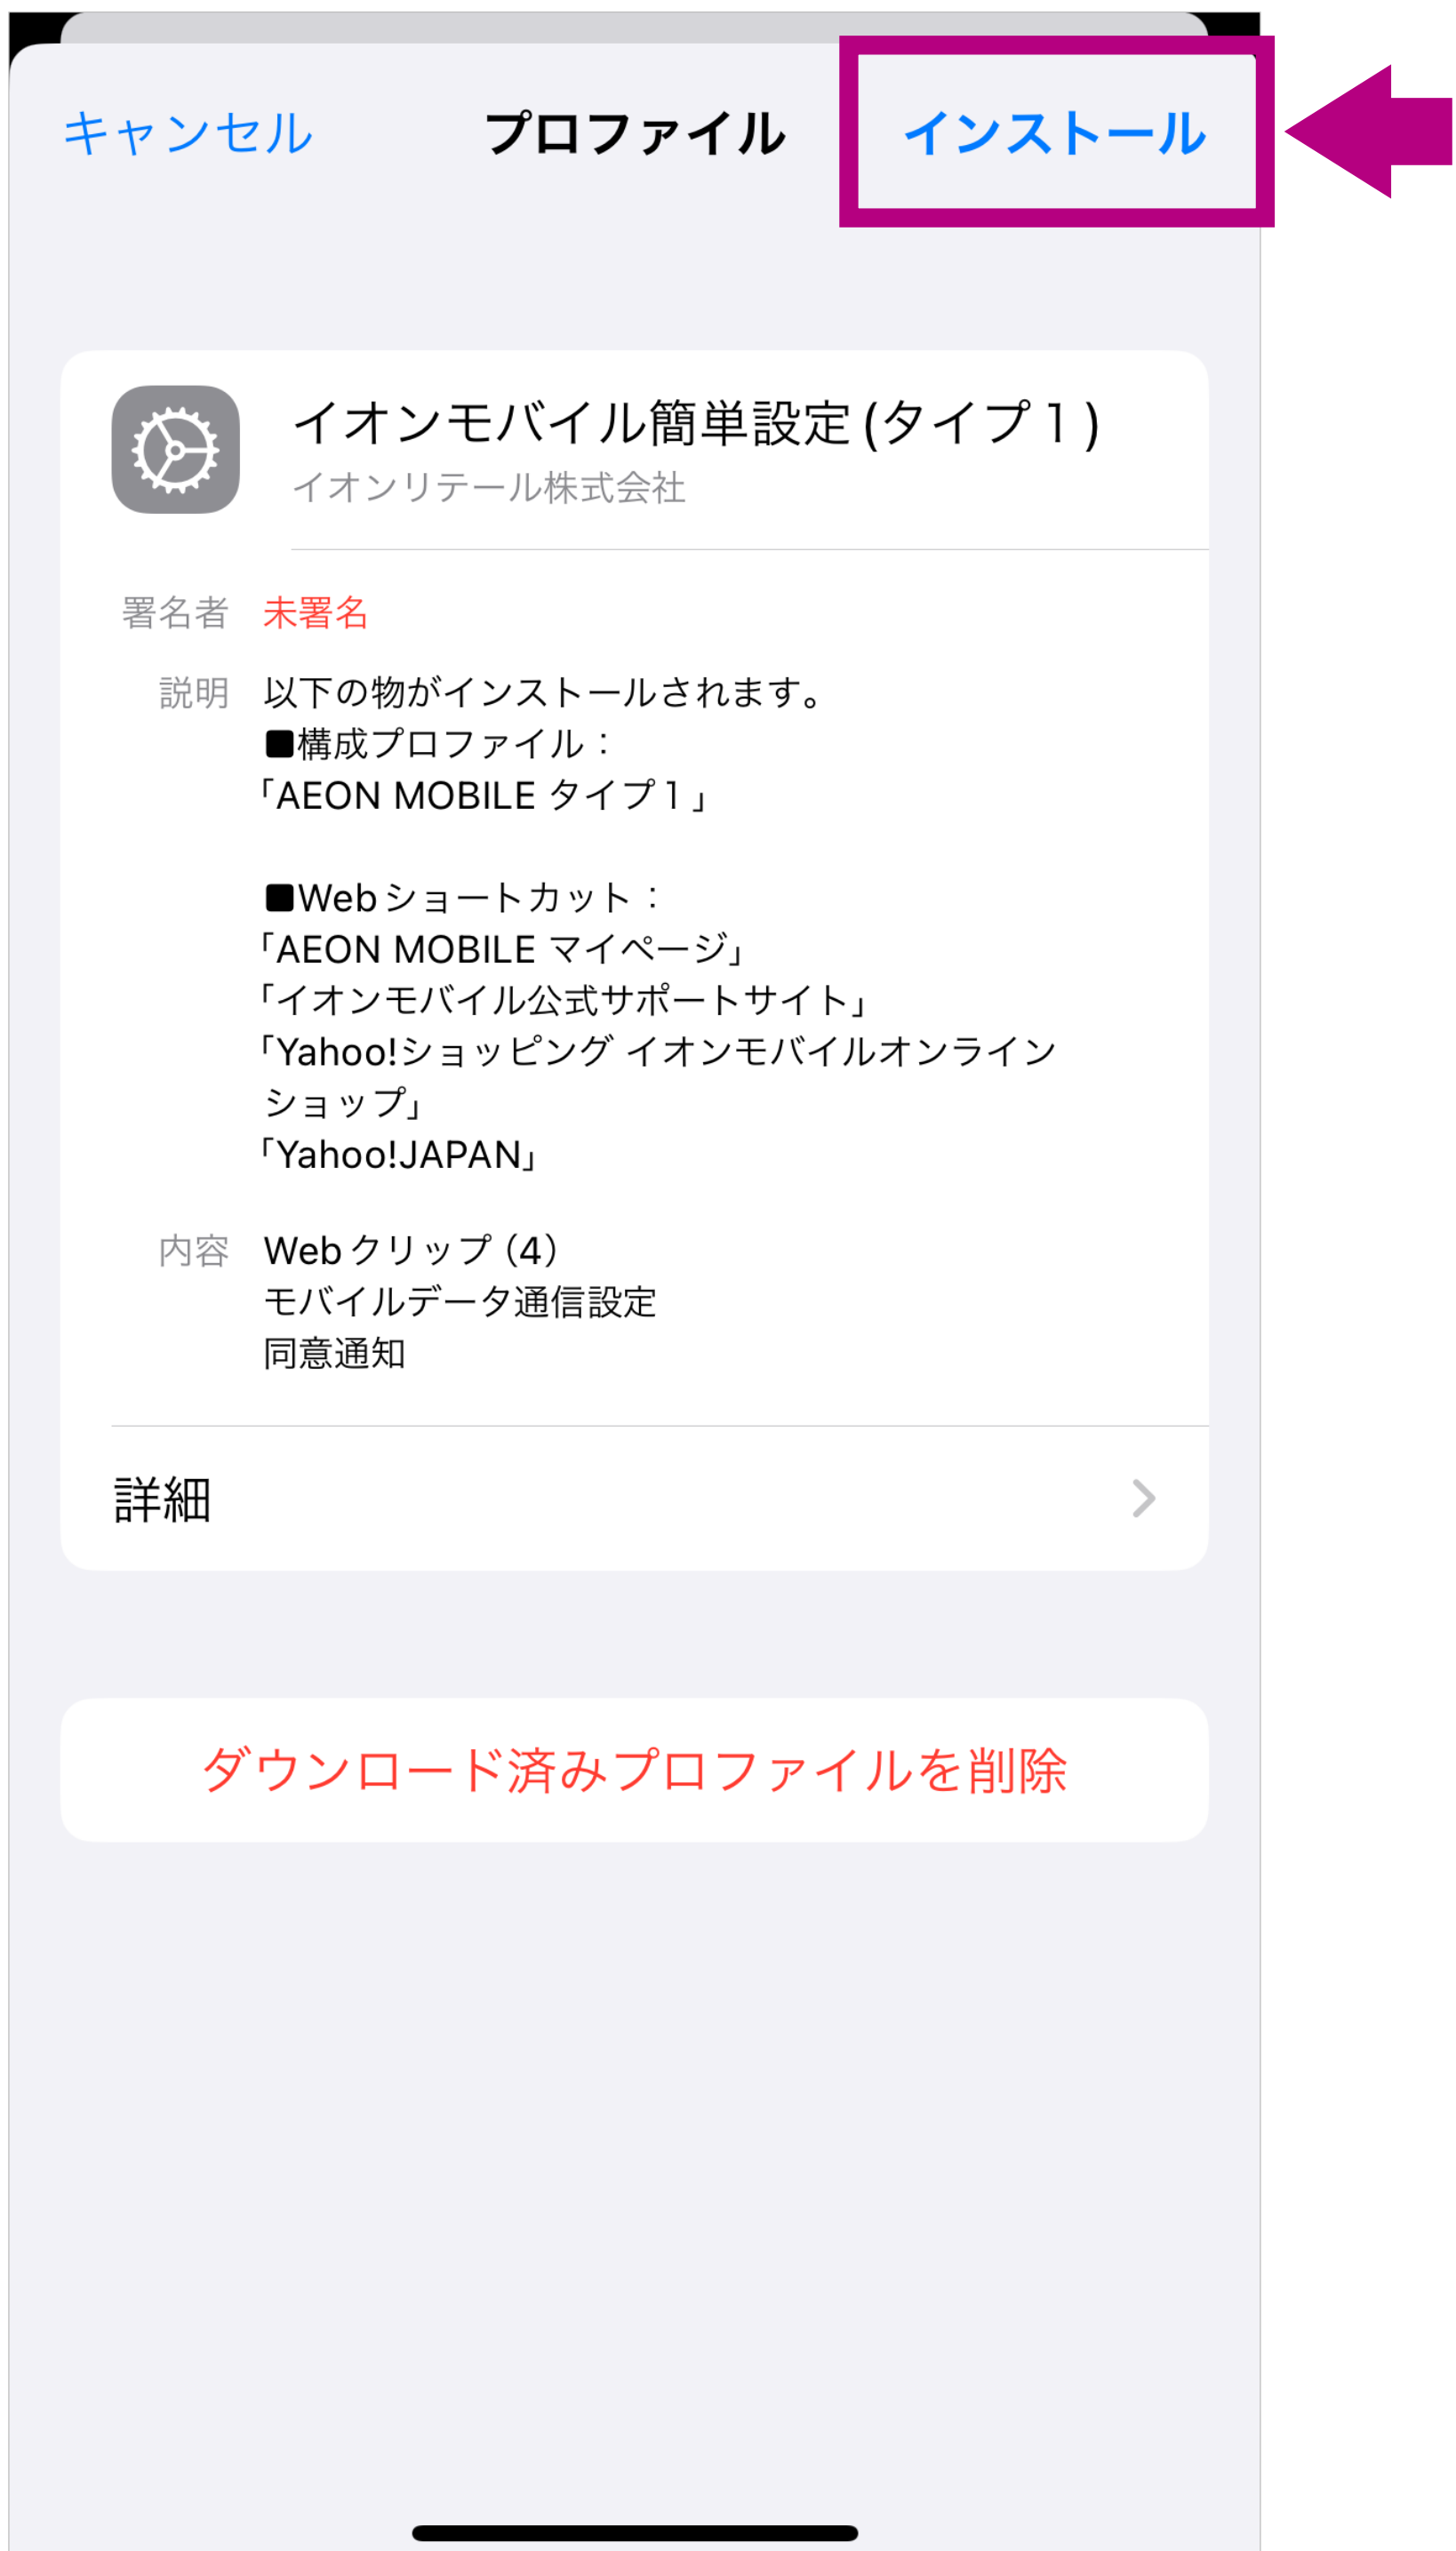 キャンセル プロファイル インストール
イオンモバイル簡単設定(タイプ1)
イオンリテール株式会社
署名者 未署名
説明 以下の物がインストールされます。
■構成プロファイル：
「AEON MOBILE タイプ1」
■Webショートカット：
「AEON MOBILE マイページ」
「イオンモバイル公式サポートサイト」
「Yahoo!ショッピング イオンモバイルオンライン
ショップ」
「Yahoo!JAPAN」
内容 Webクリップ（4）
モバイルデータ通信設定
同意通知
詳細
ダウンロード済みプロファイルを削除